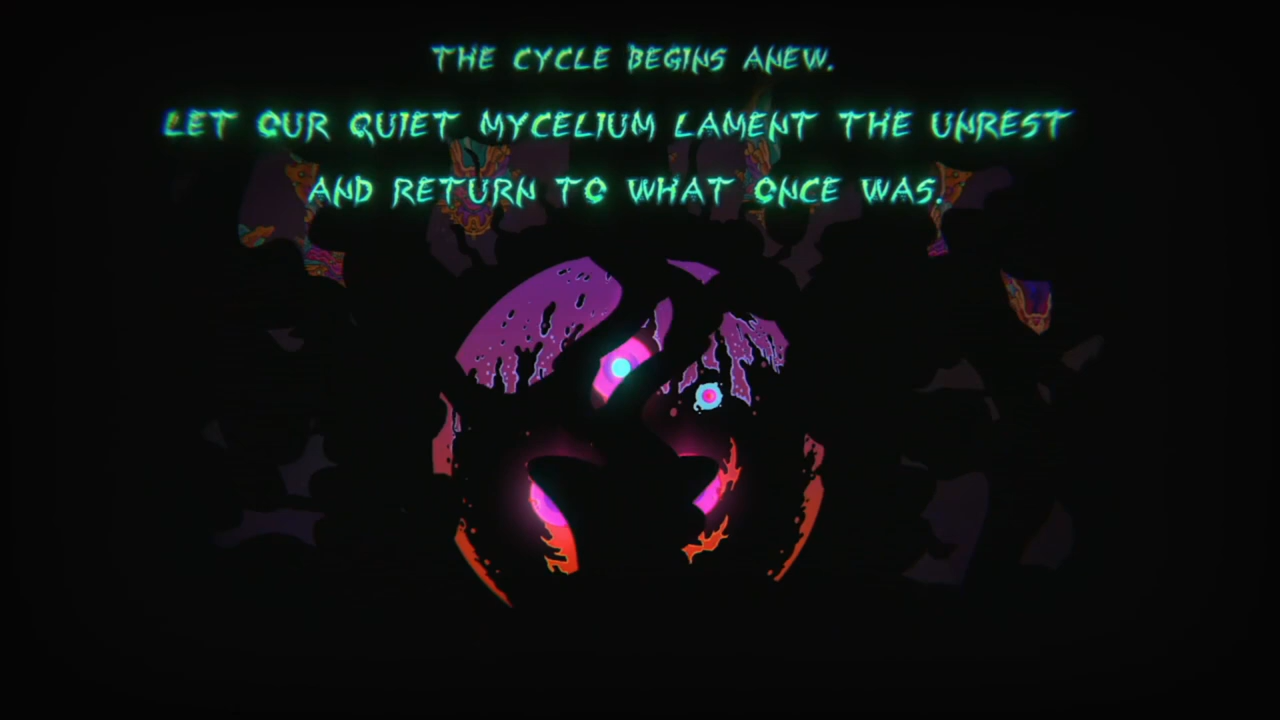 THE CYCLE BEGINS ANEW.
LET OUR QUIET MYCELIUM LAMENT THE UNREST
AND RETURN TO WHAT ONCE WAS.